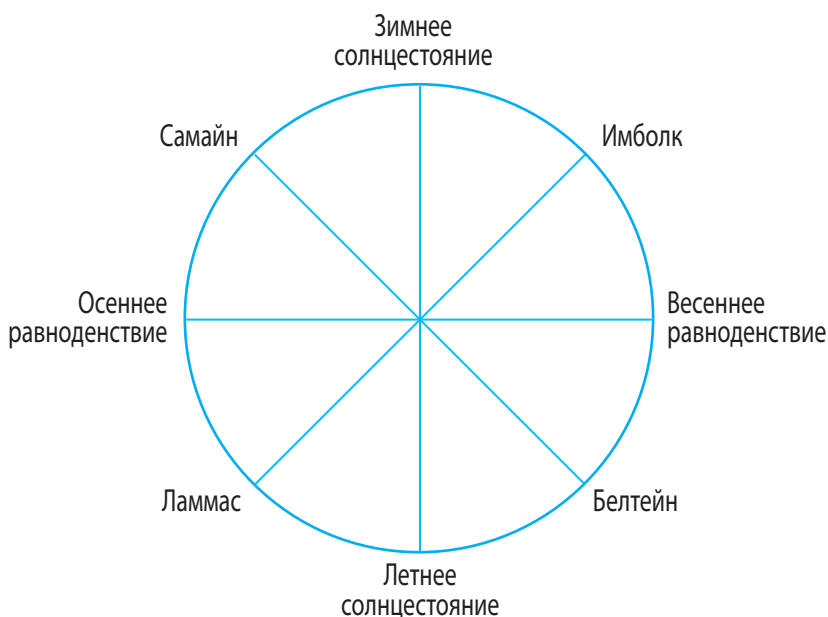 Зимнее
солнцестояние
Самайн
Имболк
Осеннее
равноденствие
Весеннее
равноденствие
Ламмас
Белтейн
Летнее
солнцестояние